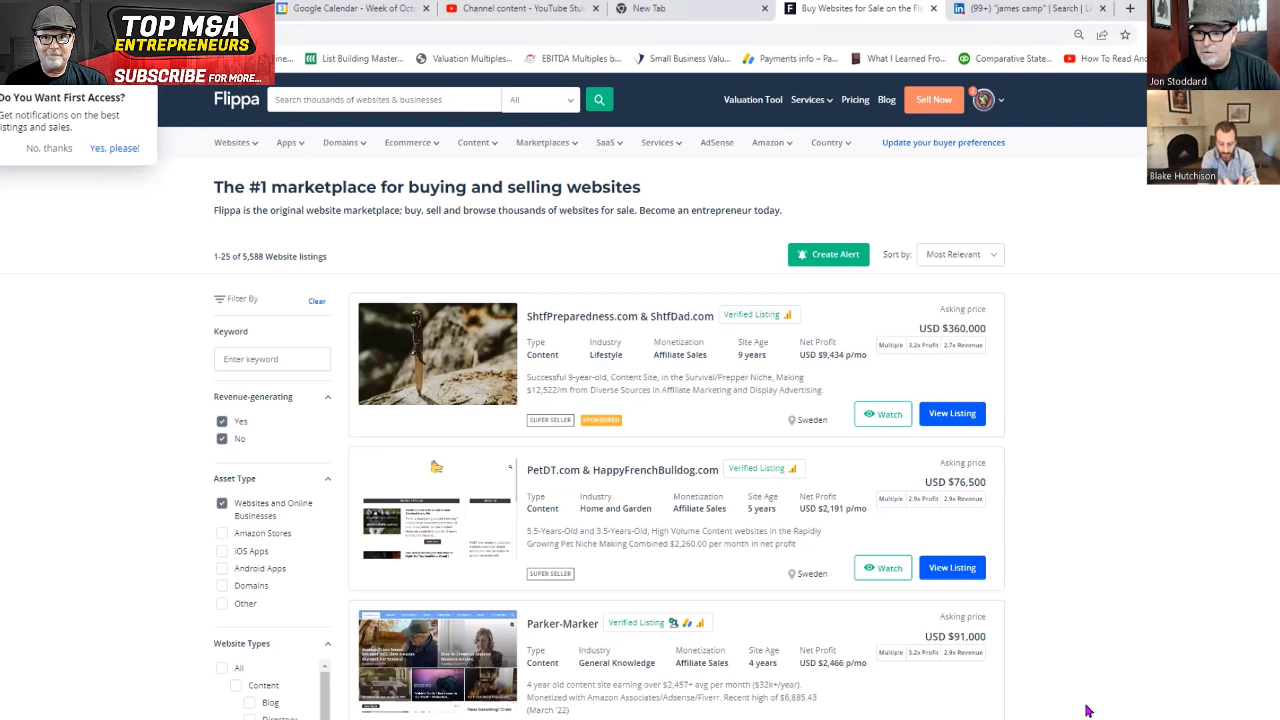 TOP M&A
ENTREPRENEURS
SUBSCRIBE FOR MORE...
Google Calendar - Week of Oct
Channel content - YouTube Stu
New Tab
Buy Websites for Sale on the Fli
(99+) "james camp" | Search | Li
List Building Master...
Valuation Multiples...
EBITDA Multiples b...
Small Business Valu...
Payments info – Pa...
What I Learned Fro...
Comparative State...
How To Read An
Jon Stoddard
Blake Hutchison
Do You Want First Access?
Get notifications on the best
listings and sales.
No, thanks
Yes, please!
Flippa
Search thousands of websites & businesses
All
Valuation Tool
Services
Pricing
Blog
Sell Now
Websites
Apps
Domains
Ecommerce
Content
Marketplaces
SaaS
Services
AdSense
Amazon
Country
Update your buyer preferences
The #1 marketplace for buying and selling websites
Flippa is the original website marketplace; buy, sell and browse thousands of websites for sale. Become an entrepreneur today.
1-25 of 5,588 Website listings
Create Alert
Sort by:
Most Relevant
Filter By
Clear
Keyword
Enter keyword
Revenue-generating
Yes
No
Asset Type
Websites and Online
Businesses
Amazon Stores
iOS Apps
Android Apps
Domains
Other
Website Types
All
Content
Blog
Directory
ShtfPreparedness.com & ShtfDad.com
Verified Listing
Asking price
USD $360,000
Multiple 3.2x Profit 2.7x Revenue
Type Industry Monetization Site Age Net Profit
Content Lifestyle Affiliate Sales 9 years USD $9,434 p/mo
Successful 9-year-old, Content Site, in the Survival/Prepper Niche, Making
$12,522/m from Diverse Sources in Affiliate Marketing and Display Advertising.
SUPER SELLER
SPONSORED
Sweden
Watch
View Listing
PetDT.com & HappyFrenchBulldog.com
Verified Listing
Asking price
USD $76,500
Multiple 2.9x Profit 2.9x Revenue
Type Industry Monetization Site Age Net Profit
Content Home and Garden Affiliate Sales 5 years USD $2,191 p/mo
5.5-Years-Old and 3.5-Years-Old, High Volume Content websites in the Rapidly
Growing Pet Niche Making Combined $2,260.00 per month in net profit
SUPER SELLER
Sweden
Watch
View Listing
Parker-Marker
Verified Listing
Asking price
USD $91,000
Multiple 3.2x Profit 2.9x Revenue
Type Industry Monetization Site Age Net Profit
Content General Knowledge Affiliate Sales 4 years USD $2,466 p/mo
4 year old content site earning over $2,457+ avg per month ($32k+/year).
Monetized with Amazon Associates/Adsense/Fiverr. Recent high of $6,885.43
(March '22)